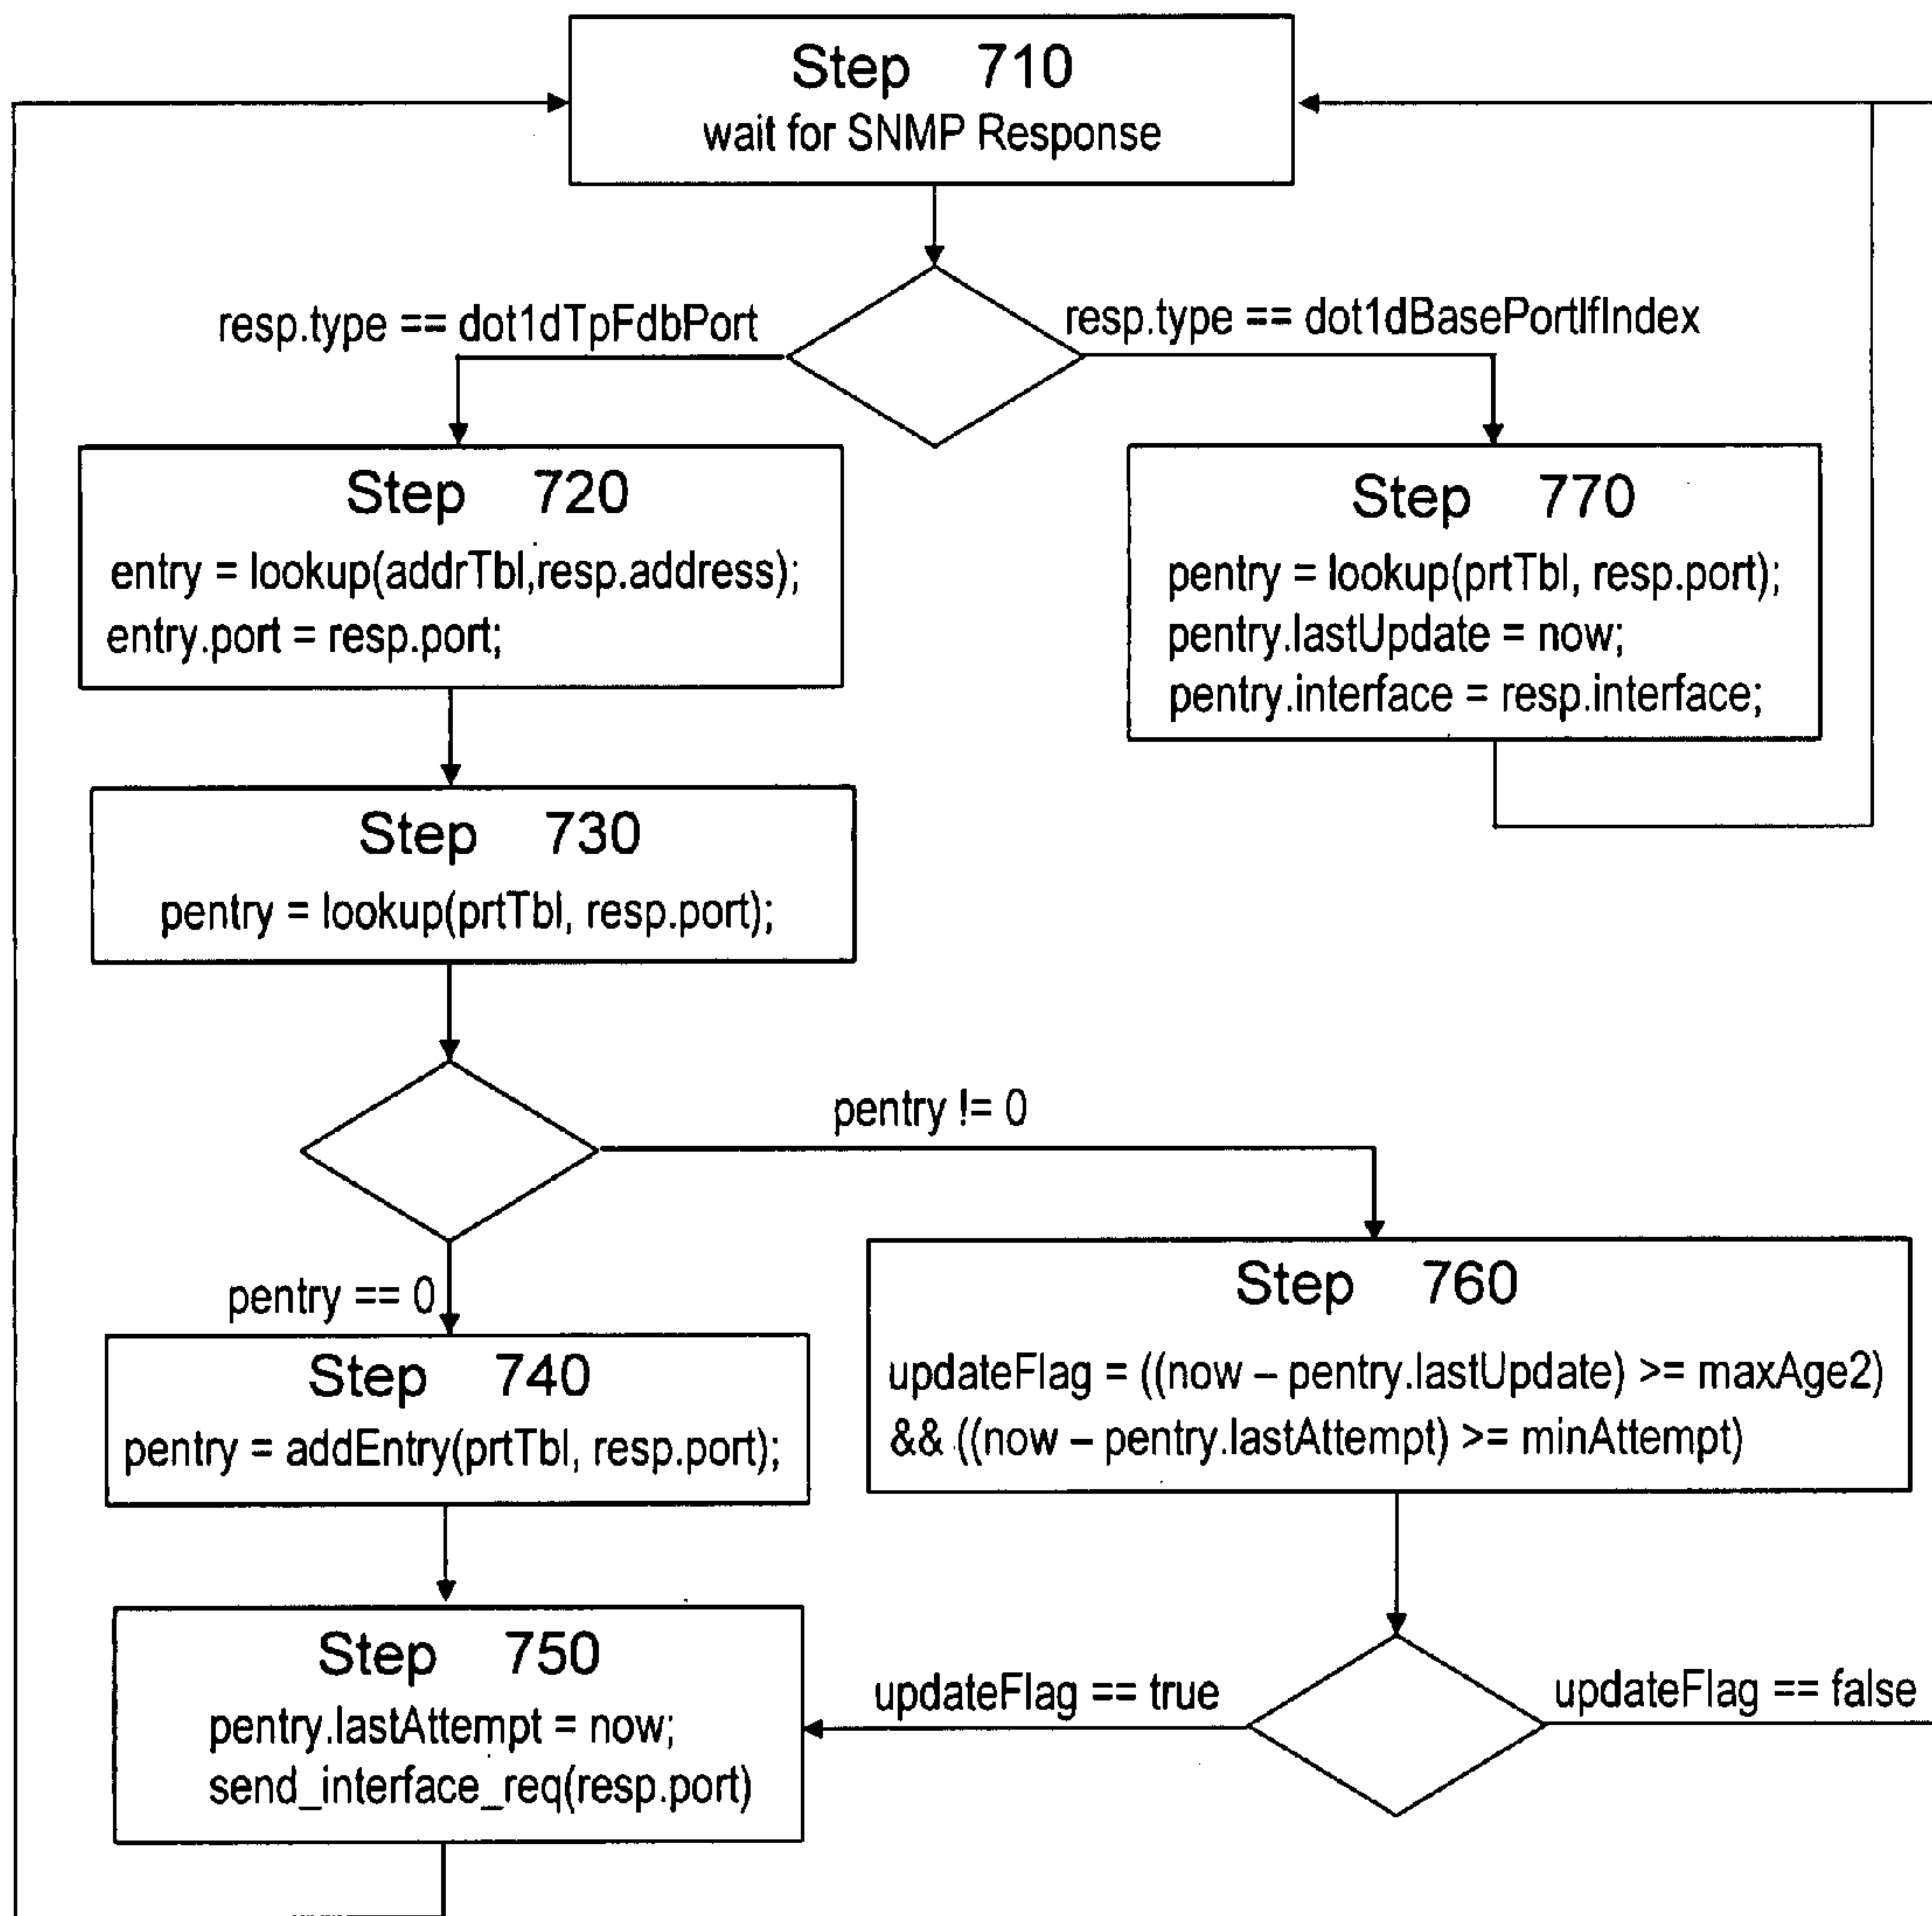 Step 710
wait for SNMP Response
resp.type == dot1dTpFdbPort
resp.type == dot1dBasePortIfIndex
Step 720
entry = lookup(addrTbl,resp.address);
entry.port = resp.port;
Step 770
pentry = lookup(prtTbl, resp.port);
pentry.lastUpdate = now;
pentry.interface = resp.interface;
Step 730
pentry = lookup(prtTbl, resp.port);
pentry != 0
pentry == 0
Step 760
updateFlag = ((now – pentry.lastUpdate) >= maxAge2)
&& ((now – pentry.lastAttempt) >= minAttempt)
Step 740
pentry = addEntry(prtTbl, resp.port);
Step 750
pentry.lastAttempt = now;
send_interface_req(resp.port)
updateFlag == true
updateFlag == false